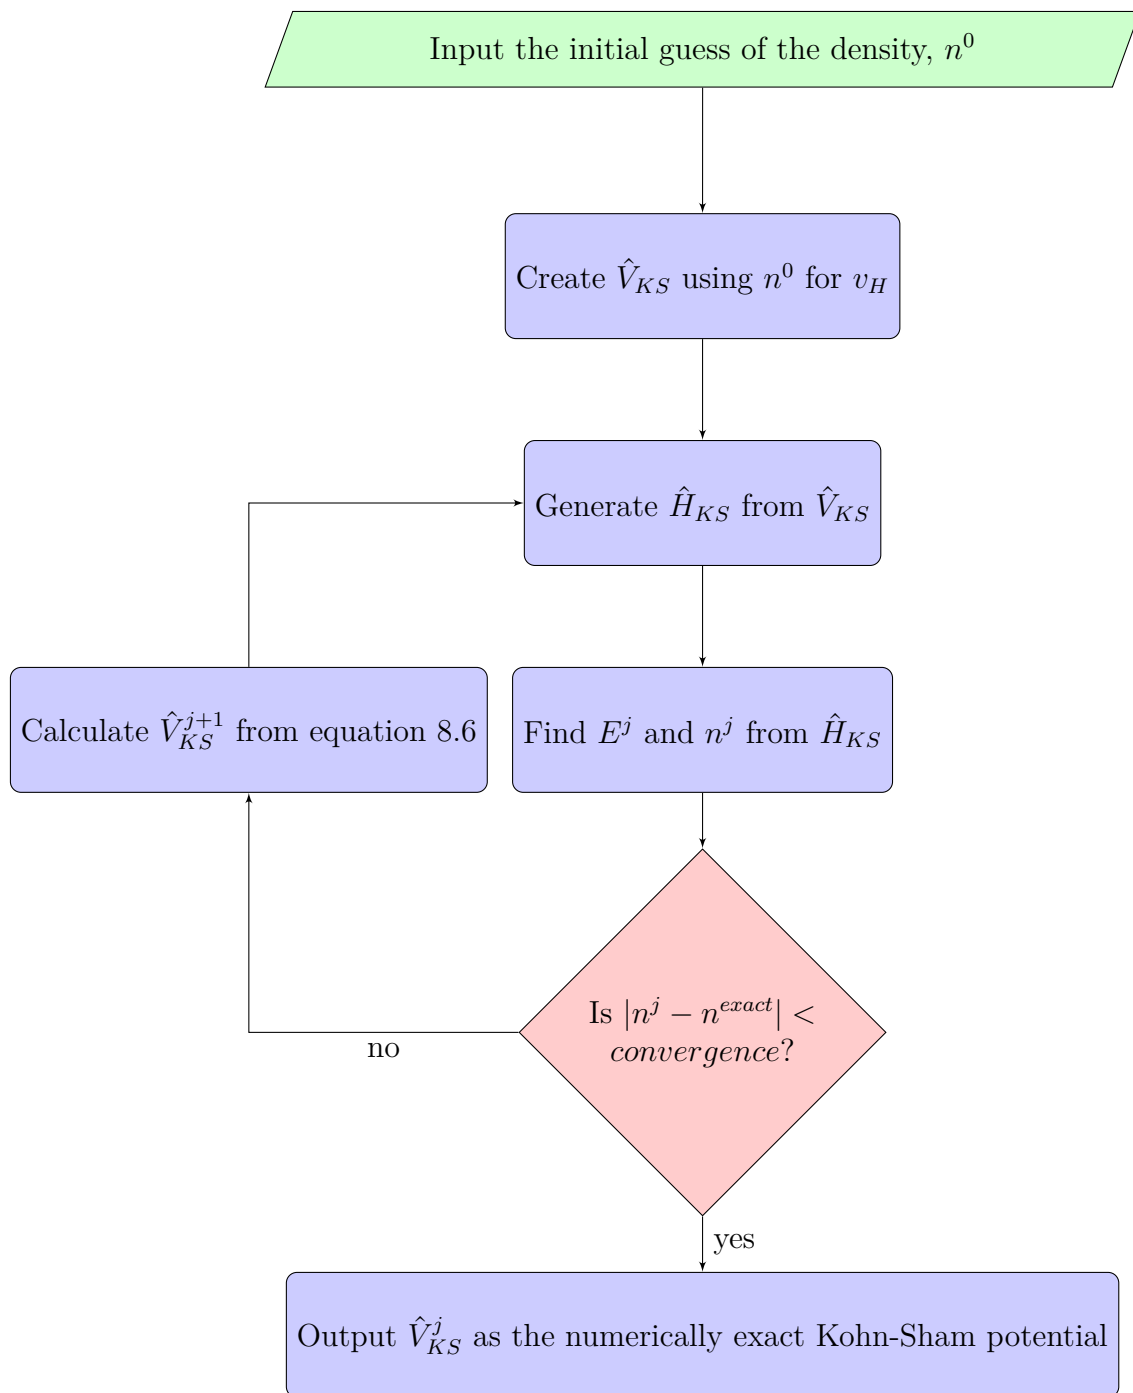 Input the initial guess of the density, $n^0$
Create $\hat{V}_{KS}$ using $n^0$ for $v_H$
Generate $\hat{H}_{KS}$ from $\hat{V}_{KS}$
Calculate $\hat{V}_{KS}^{j+1}$ from equation 8.6
Find $E^j$ and $n^j$ from $\hat{H}_{KS}$
Is $|n^j - n^{exact}| <$
$convergence$?
no
yes
Output $\hat{V}_{KS}^{j}$ as the numerically exact Kohn-Sham potential